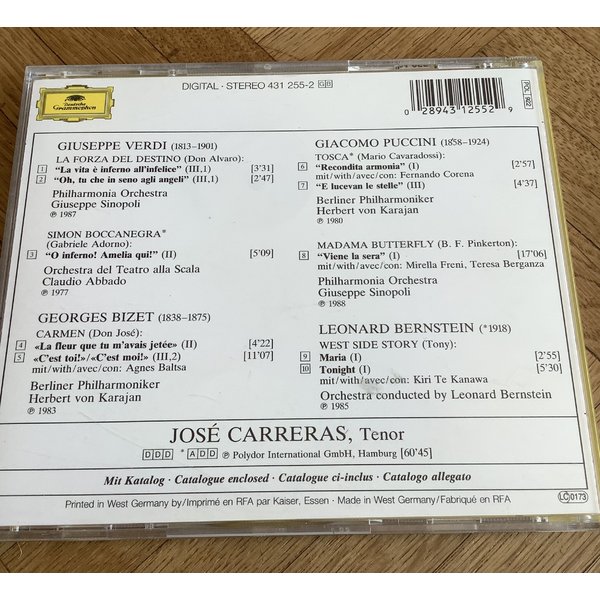 Deutsche
Grammophon
DIGITAL · STEREO 431 255-2 GB
0 28943 12552 9
GIUSEPPE VERDI (1813–1901)
LA FORZA DEL DESTINO (Don Alvaro):
1 “La vita è inferno all'infelice” (III,1) [3'31]
2 “Oh, tu che in seno agli angeli” (III,1) [2'47]
Philharmonia Orchestra
Giuseppe Sinopoli
℗ 1987
SIMON BOCCANEGRA*
(Gabriele Adorno):
3 “O inferno! Amelia qui!” (II) [5'09]
Orchestra del Teatro alla Scala
Claudio Abbado
℗ 1977
GEORGES BIZET (1838–1875)
CARMEN (Don José):
4 «La fleur que tu m'avais jetée» (II) [4'22]
5 «C'est toi!»/«C'est moi!» (III,2) [11'07]
mit/with/avec/con: Agnes Baltsa
Berliner Philharmoniker
Herbert von Karajan
℗ 1983
GIACOMO PUCCINI (1858–1924)
TOSCA* (Mario Cavaradossi):
6 “Recondita armonia” (I) [2'57]
mit/with/avec/con: Fernando Corena
7 “E lucevan le stelle” (III) [4'37]
Berliner Philharmoniker
Herbert von Karajan
℗ 1980
MADAMA BUTTERFLY (B. F. Pinkerton):
8 “Viene la sera” (I) [17'06]
mit/with/avec/con: Mirella Freni, Teresa Berganza
Philharmonia Orchestra
Giuseppe Sinopoli
℗ 1988
LEONARD BERNSTEIN (*1918)
WEST SIDE STORY (Tony):
9 Maria (I) [2'55]
10 Tonight (I) [5'30]
mit/with/avec/con: Kiri Te Kanawa
Orchestra conducted by Leonard Bernstein
℗ 1985
JOSÉ CARRERAS, Tenor
DDD *ADD ℗ Polydor International GmbH, Hamburg [60'45]
Mit Katalog · Catalogue enclosed · Catalogue ci-inclus · Catalogo allegato
Printed in West Germany by/Imprimé en RFA par Kaiser, Essen · Made in West Germany/Fabriqué en RFA
LC 0173